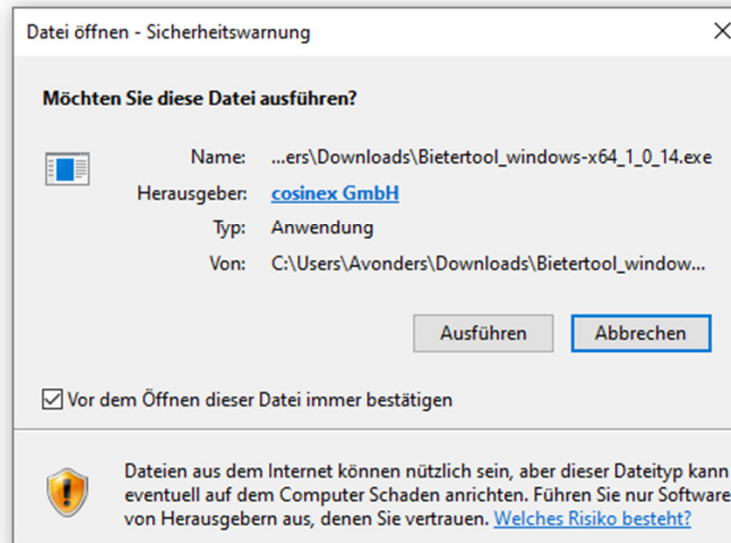 Datei öffnen - Sicherheitswarnung
Möchten Sie diese Datei ausführen?
Name: ...ers\Downloads\Bietertool_windows-x64_1_0_14.exe
Herausgeber: cosinex GmbH
Typ: Anwendung
Von: C:\Users\Avonders\Downloads\Bietertool_window...
Ausführen Abbrechen
Vor dem Öffnen dieser Datei immer bestätigen
Dateien aus dem Internet können nützlich sein, aber dieser Dateityp kann
eventuell auf dem Computer Schaden anrichten. Führen Sie nur Software
von Herausgebern aus, denen Sie vertrauen. Welches Risiko besteht?